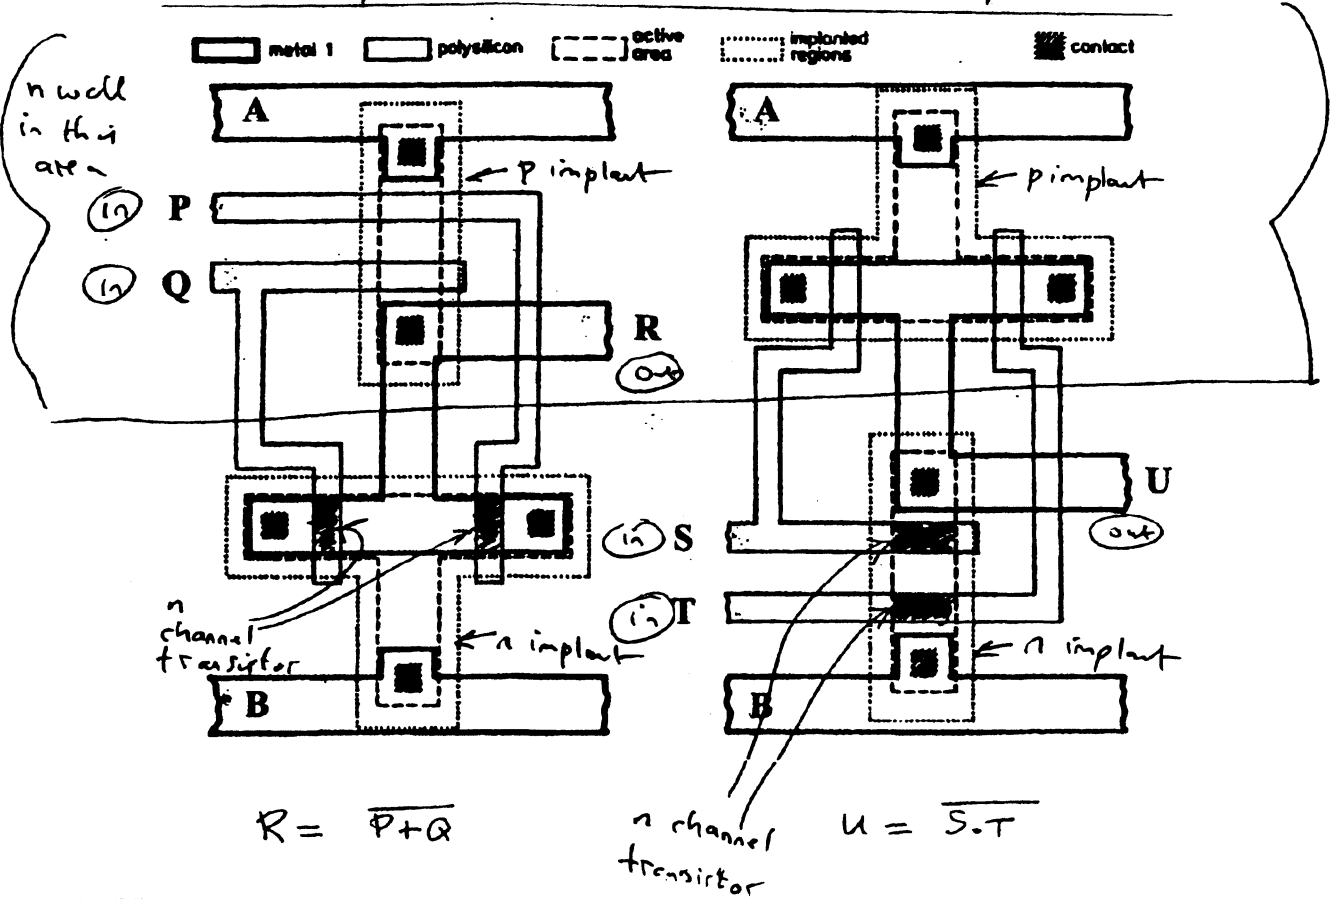 metal 1
polysilicon
active
area
implanted
regions
contact
n well
in this
area
A
A
p implant
p implant
in P
in Q
R
out
U
out
in S
in T
n
channel
transistor
n implant
n implant
B
B
R = P+Q
n channel
transistor
U = S.T